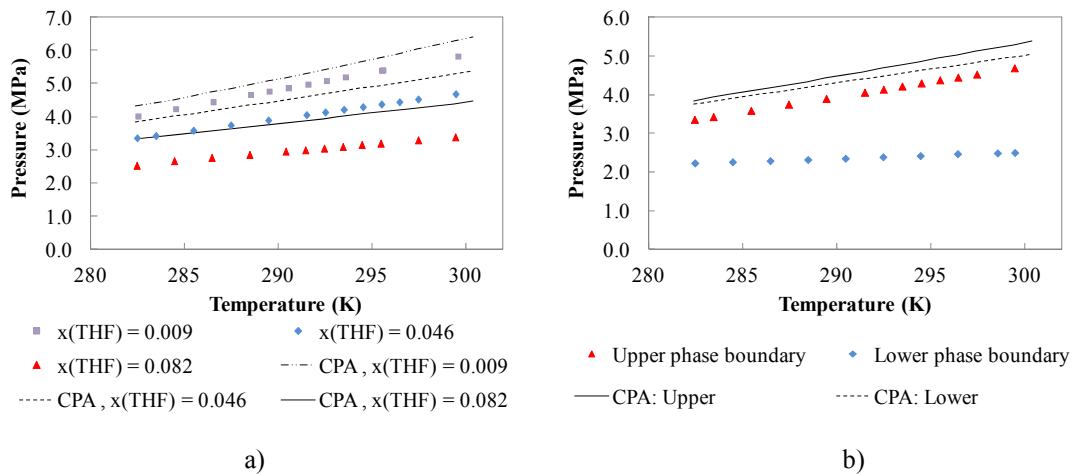 7.0
6.0
5.0
4.0
3.0
2.0
1.0
0.0
Pressure (MPa)
280 285 290 295 300
Temperature (K)
x(THF) = 0.009 x(THF) = 0.046
x(THF) = 0.082 CPA , x(THF) = 0.009
CPA , x(THF) = 0.046 CPA , x(THF) = 0.082
a)
6.0
5.0
4.0
3.0
2.0
1.0
0.0
Pressure (MPa)
280 285 290 295 300
Temperature (K)
Upper phase boundary Lower phase boundary
CPA: Upper CPA: Lower
b)